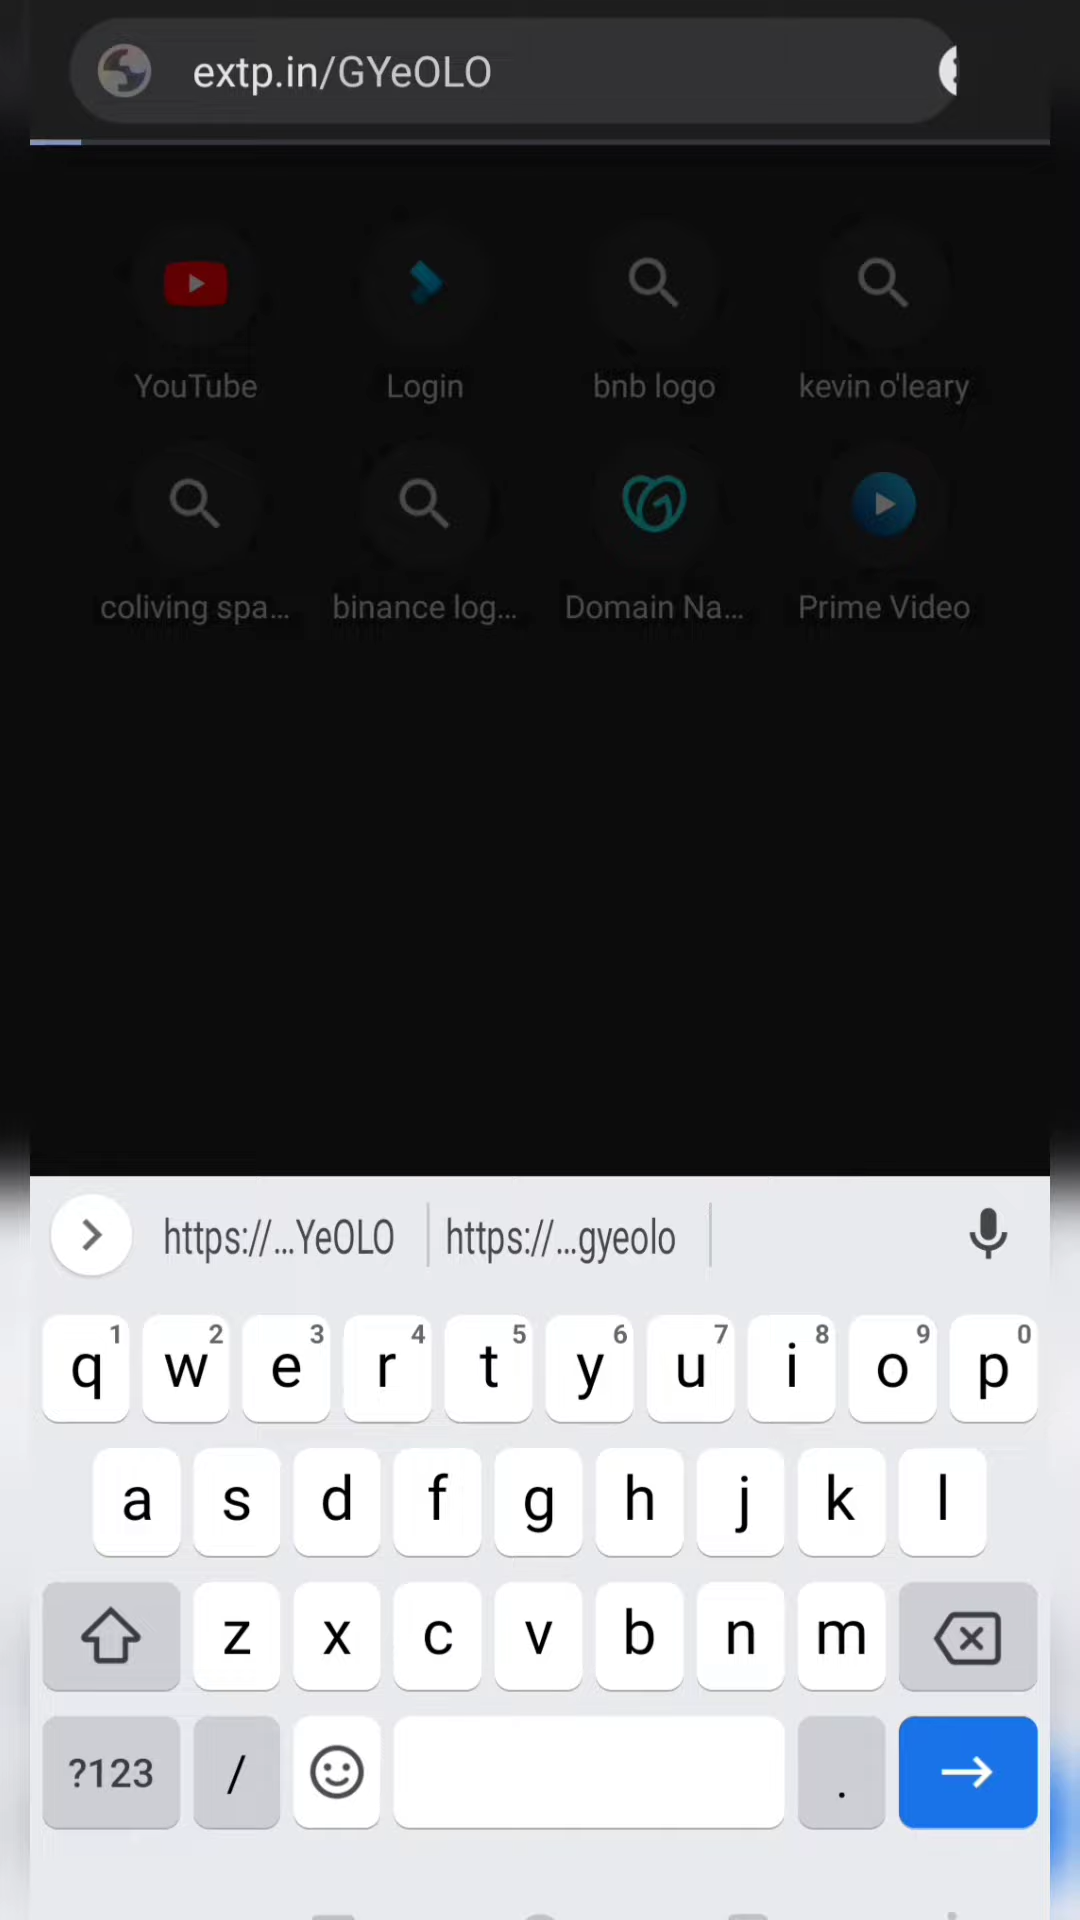 extp.in/GYeOLO
YouTube
Login
bnb logo
kevin o'leary
coliving spa...
binance log...
Domain Na...
Prime Video
https://...YeOLO
https://...gyeolo
q1 w2 e3 r4 t5 y6 u7 i8 o9 p0
a s d f g h j k l
z x c v b n m
?123 / .